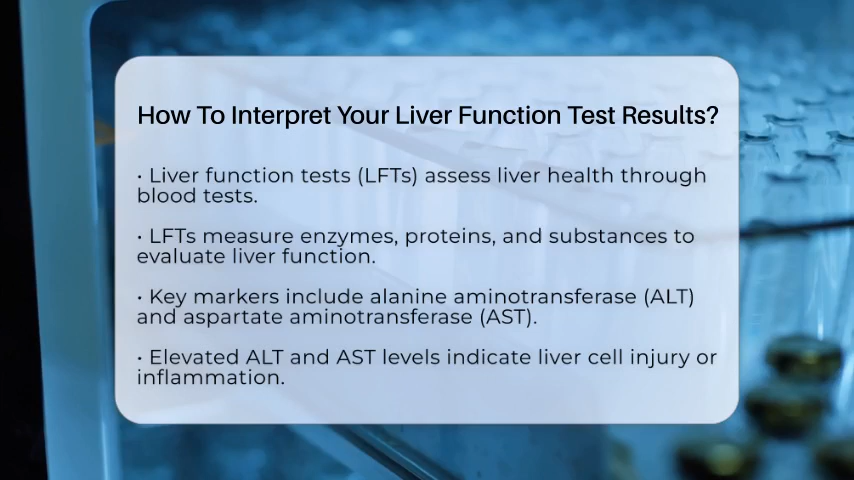 How To Interpret Your Liver Function Test Results?
• Liver function tests (LFTs) assess liver health through
blood tests.
• LFTs measure enzymes, proteins, and substances to
evaluate liver function.
• Key markers include alanine aminotransferase (ALT)
and aspartate aminotransferase (AST).
• Elevated ALT and AST levels indicate liver cell injury or
inflammation.